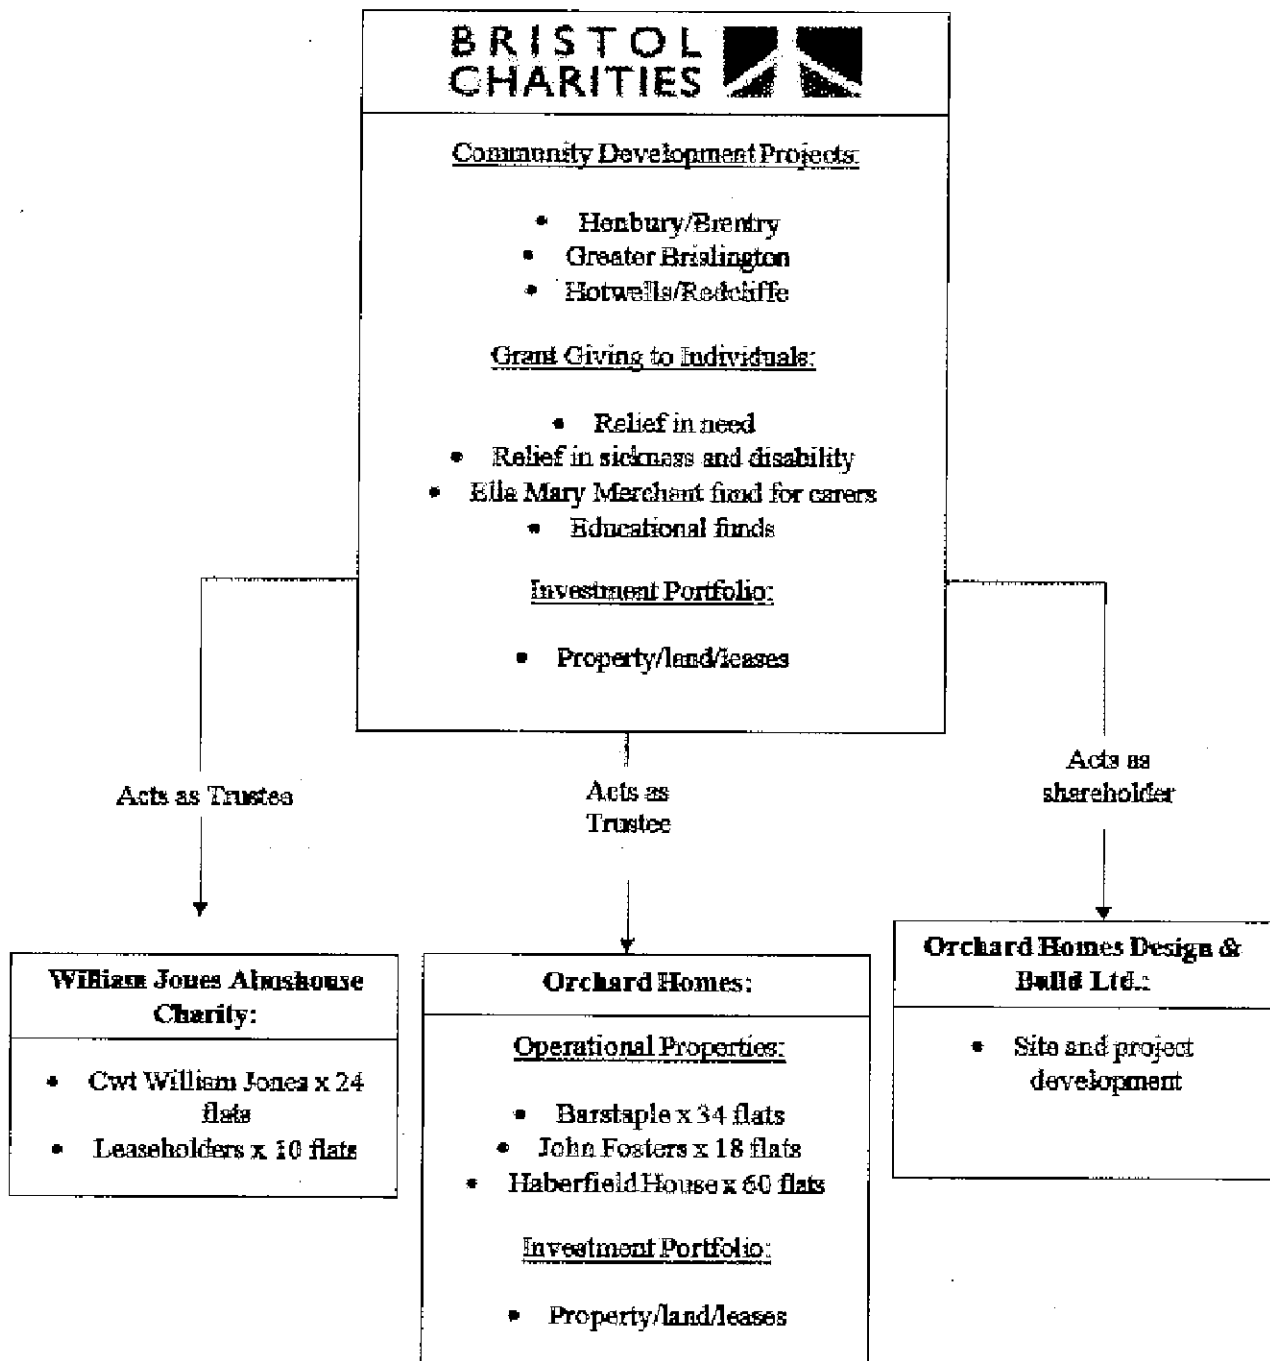 BRISTOL
CHARITIES
Community Development Projects:
• Henbury/Brentry
• Greater Brislington
• Hotwells/Redcliffe
Grant Giving to Individuals:
• Relief in need
• Relief in sickness and disability
• Ella Mary Merchant fund for carers
• Educational funds
Investment Portfolio:
• Property/land/leases
Acts as Trustee
Acts as
Trustee
Acts as
shareholder
William Jones Almshouse
Charity:
• Cwt William Jones x 24
flats
• Leaseholders x 10 flats
Orchard Homes:
Operational Properties:
• Barstaple x 34 flats
• John Fosters x 18 flats
• Haberfield House x 60 flats
Investment Portfolio:
• Property/land/leases
Orchard Homes Design &
Build Ltd.:
• Site and project
development